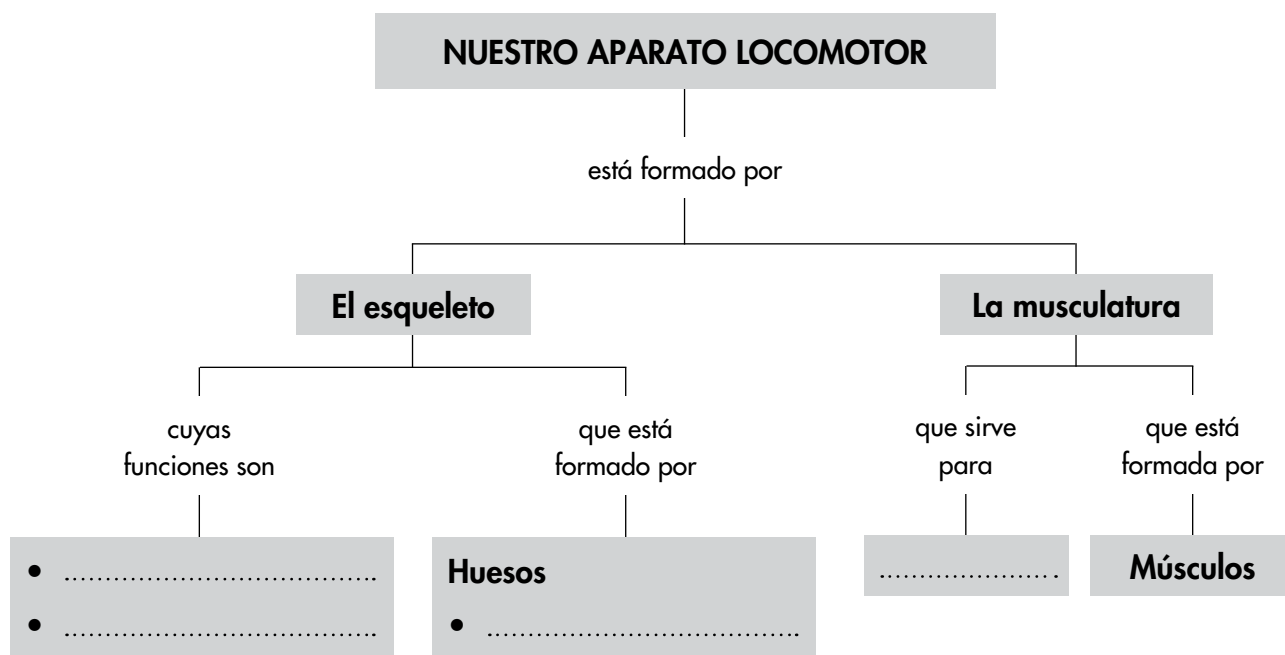 NUESTRO APARATO LOCOMOTOR
está formado por
El esqueleto
La musculatura
cuyas
funciones son
que está
formado por
que sirve
para
que está
formada por
• ......................................
• ......................................
Huesos
• ......................................
......................
Músculos